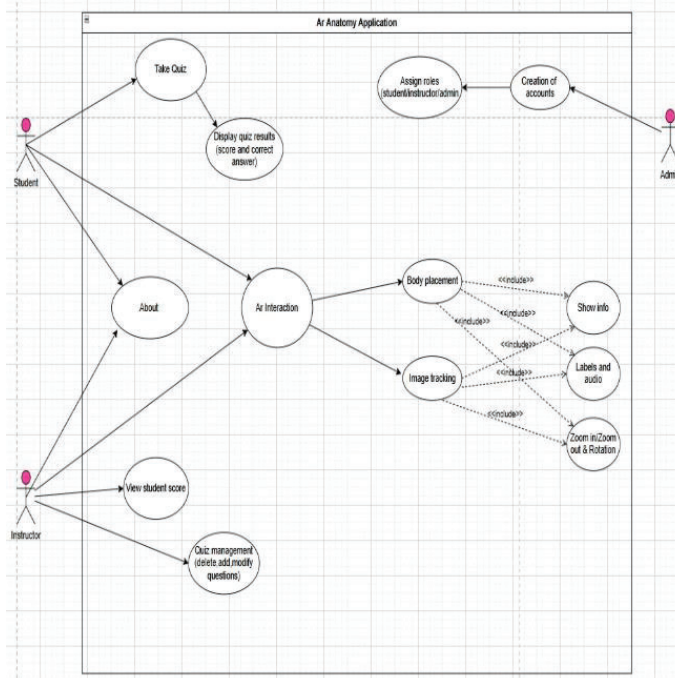 Ar Anatomy Application
Take Quiz
Assign roles
(student/instructor/admin
Creation of
accounts
Display quiz results
(score and correct
answer)
Student
Admi
About
Ar Interaction
Body placement
<<include>>
Show info
<<include>>
<<include>>
<<include>>
Image tracking
<<include>>
Labels and
audio
<<include>>
Zoom in/Zoom
out & Rotation
View student score
Instructor
Quiz management
(delete,add,modify
questions)